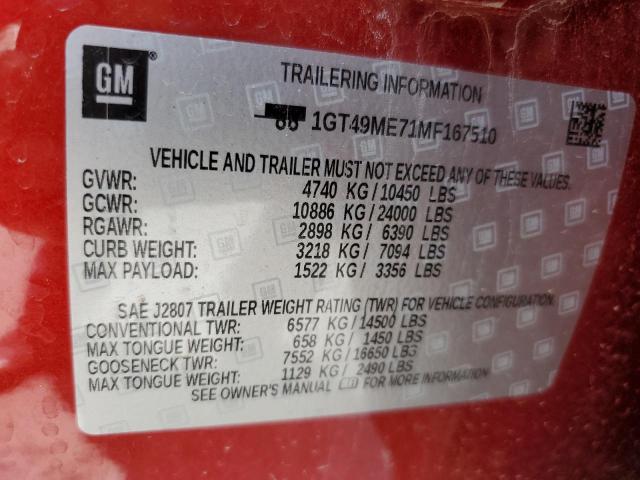 GM
TRAILERING INFORMATION
1GT49ME71MF167510
VEHICLE AND TRAILER MUST NOT EXCEED ANY OF THESE VALUES.
GVWR: 4740 KG/10450 LBS
GCWR: 10886 KG/24000 LBS
RGAWR: 2898 KG/ 6390 LBS
CURB WEIGHT: 3218 KG/ 7094 LBS
MAX PAYLOAD: 1522 KG/ 3356 LBS
SAE J2807 TRAILER WEIGHT RATING (TWR) FOR VEHICLE CONFIGURATION.
CONVENTIONAL TWR: 6577 KG/14500 LBS
MAX TONGUE WEIGHT: 658 KG/ 1450 LBS
GOOSENECK TWR: 7552 KG/16650 LBS
MAX TONGUE WEIGHT: 1129 KG/ 2490 LBS
SEE OWNER'S MANUAL FOR MORE INFORMATION